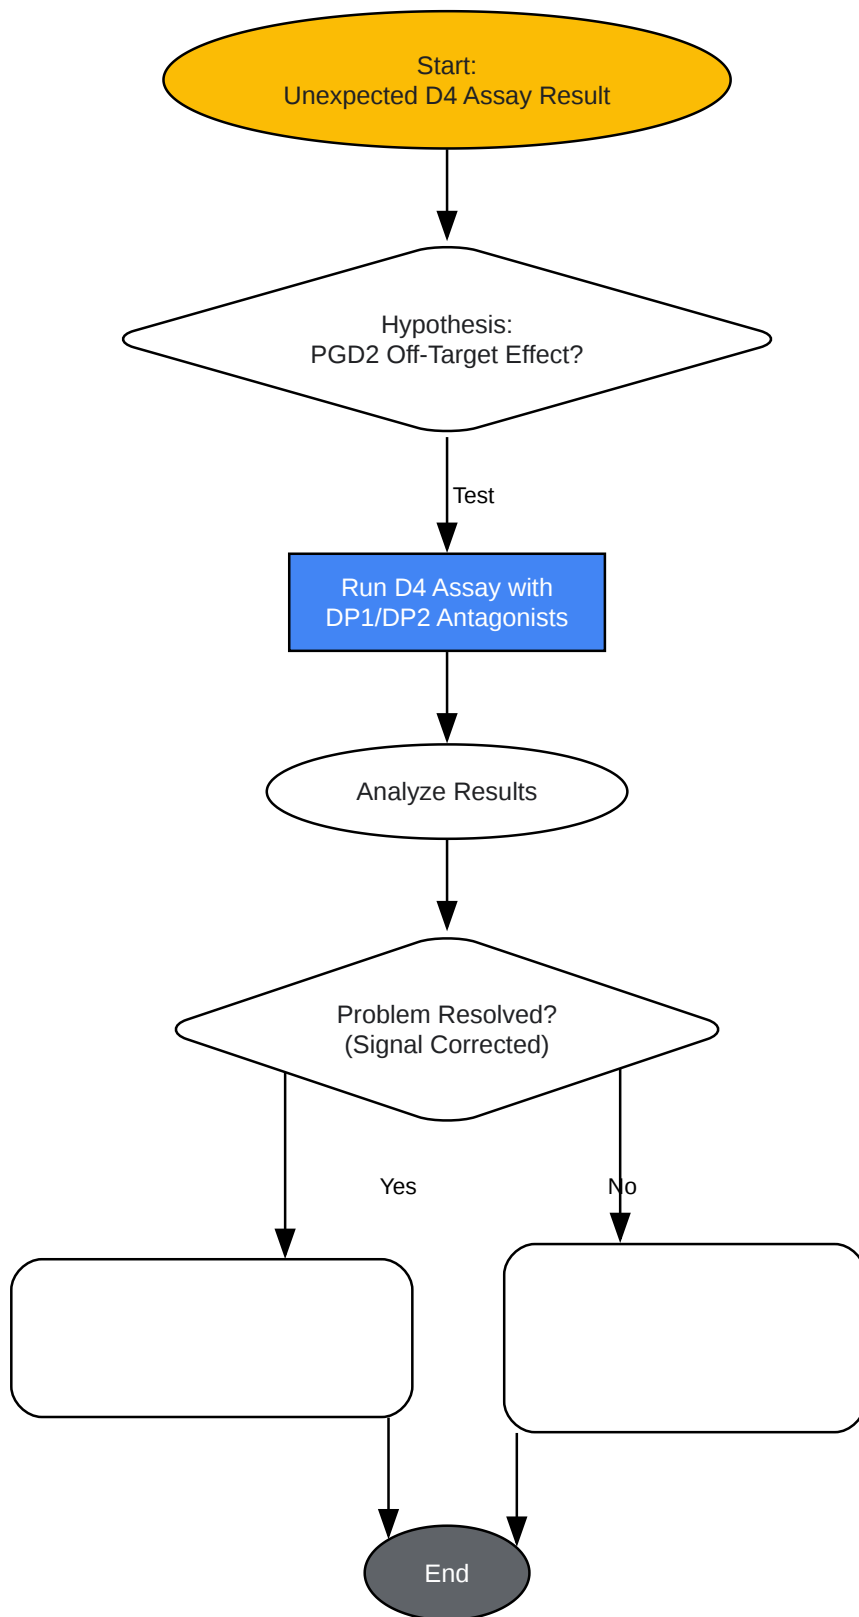 Start:
Unexpected D4 Assay Result
Hypothesis:
PGD2 Off-Target Effect?
Test
Run D4 Assay with
DP1/DP2 Antagonists
Analyze Results
Problem Resolved?
(Signal Corrected)
Yes
No
End